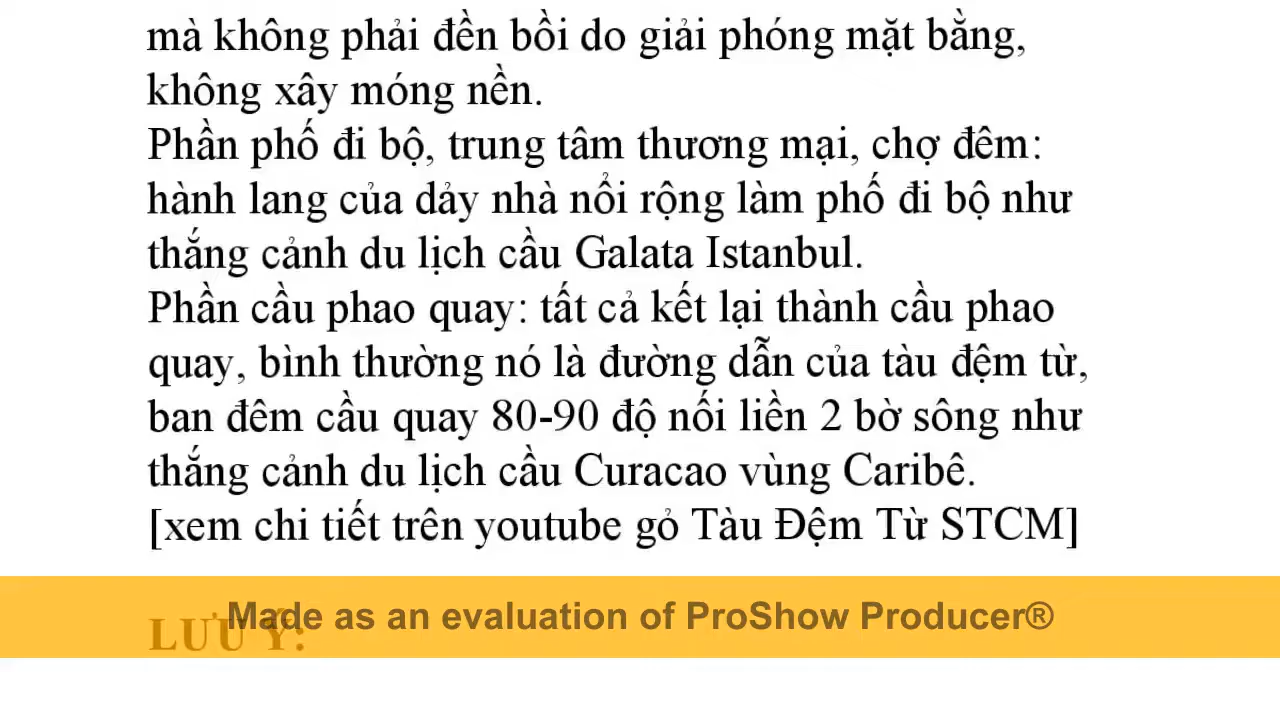 mà không phải đền bồi do giải phóng mặt bằng,
không xây móng nền.
Phần phố đi bộ, trung tâm thương mại, chợ đêm:
hành lang của dảy nhà nổi rộng làm phố đi bộ như
thắng cảnh du lịch cầu Galata Istanbul.
Phần cầu phao quay: tất cả kết lại thành cầu phao
quay, bình thường nó là đường dẫn của tàu đệm từ,
ban đêm cầu quay 80-90 độ nối liền 2 bờ sông như
thắng cảnh du lịch cầu Curacao vùng Caribê.
[xem chi tiết trên youtube gỏ Tàu Đệm Từ STCM]
Made as an evaluation of ProShow Producer®
LƯU Ý: